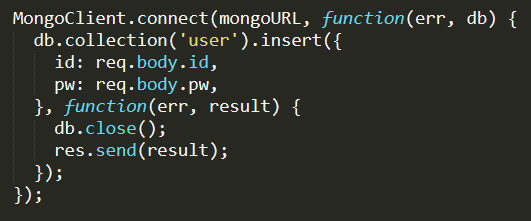 MongoClient.connect(mongoURL, function(err, db) {
  db.collection('user').insert({
    id: req.body.id,
    pw: req.body.pw,
  }, function(err, result) {
    db.close();
    res.send(result);
  });
});